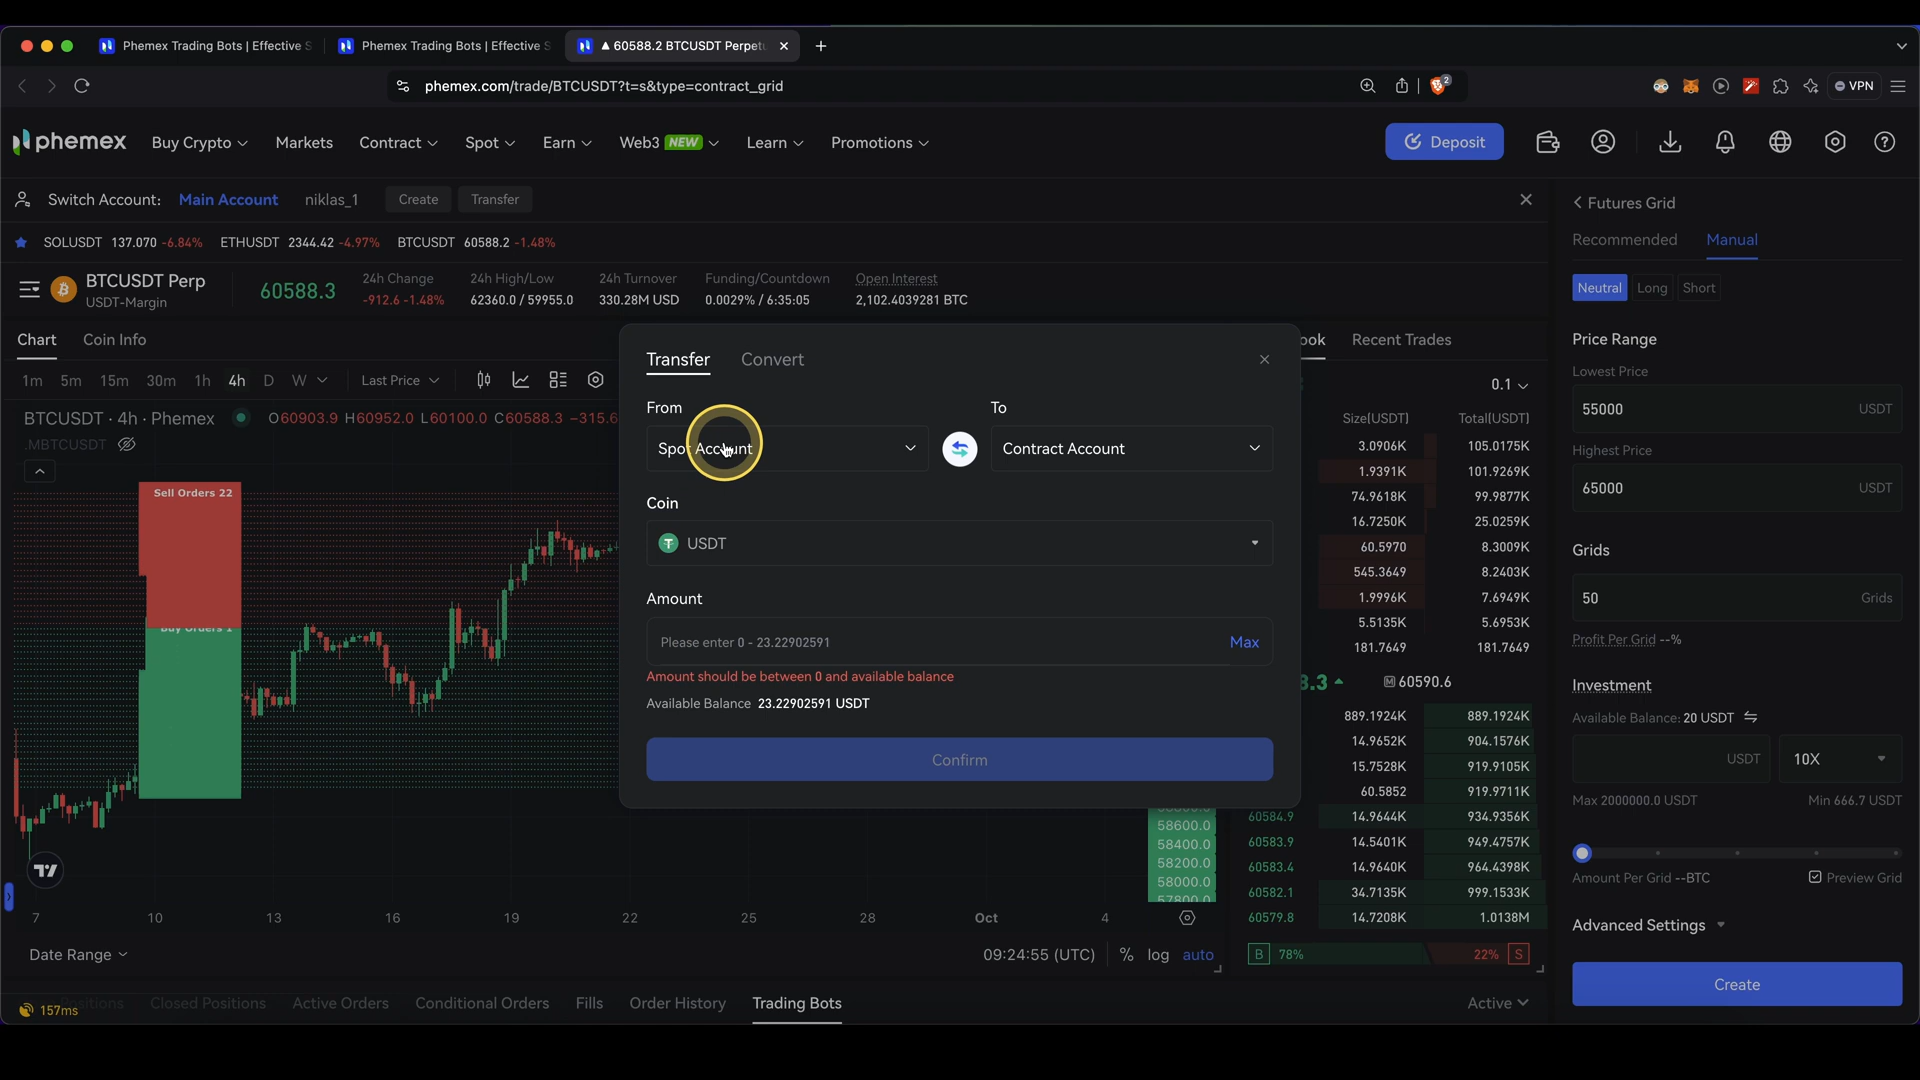 Phemex Trading Bots | Effective S
Phemex Trading Bots | Effective S
▲ 60588.2 BTCUSDT Perpetu
phemex.com/trade/BTCUSDT?t=s&type=contract_grid
2
VPN
phemex
Buy Crypto
Markets
Contract
Spot
Earn
Web3 NEW
Learn
Promotions
Deposit
Switch Account: Main Account niklas_1 Create Transfer
SOLUSDT 137.070 -6.84% ETHUSDT 2344.42 -4.97% BTCUSDT 60588.2 -1.48%
BTCUSDT Perp
USDT-Margin
60588.3
24h Change
-912.6 -1.48%
24h High/Low
62360.0 / 59955.0
24h Turnover
330.28M USD
Funding/Countdown
0.0029% / 6:35:05
Open Interest
2,102.4039281 BTC
Chart Coin Info
1m 5m 15m 30m 1h 4h D W Last Price
BTCUSDT · 4h · Phemex O60903.9 H60952.0 L60100.0 C60588.3 −315.6
.MBTCUSDT
Sell Orders 22
Buy Orders 1
7 10 13 16 19 22 25 28 Oct 4
Date Range
09:24:55 (UTC) % log auto
58600.0
58400.0
58200.0
58000.0
57800.0
Transfer Convert
From
Spot Account
To
Contract Account
Coin
USDT
Amount
Please enter 0 - 23.22902591 Max
Amount should be between 0 and available balance
Available Balance 23.22902591 USDT
Confirm
ook Recent Trades
0.1
Size(USDT) Total(USDT)
3.0906K 105.0175K
1.9391K 101.9269K
74.9618K 99.9877K
16.7250K 25.0259K
60.5970 8.3009K
545.3649 8.2403K
1.9996K 7.6949K
5.5135K 5.6953K
181.7649 181.7649
8.3 M 60590.6
889.1924K 889.1924K
14.9652K 904.1576K
15.7528K 919.9105K
60.5852 919.9711K
60584.9 14.9644K 934.9356K
60583.9 14.5401K 949.4757K
60583.4 14.9640K 964.4398K
60582.1 34.7135K 999.1533K
60579.8 14.7208K 1.0138M
B 78% 22% S
Futures Grid
Recommended Manual
Neutral Long Short
Price Range
Lowest Price
55000 USDT
Highest Price
65000 USDT
Grids
50 Grids
Profit Per Grid --%
Investment
Available Balance: 20 USDT
USDT 10X
Max 2000000.0 USDT Min 666.7 USDT
Amount Per Grid --BTC Preview Grid
Advanced Settings
Create
Positions Closed Positions Active Orders Conditional Orders Fills Order History Trading Bots Active
157ms